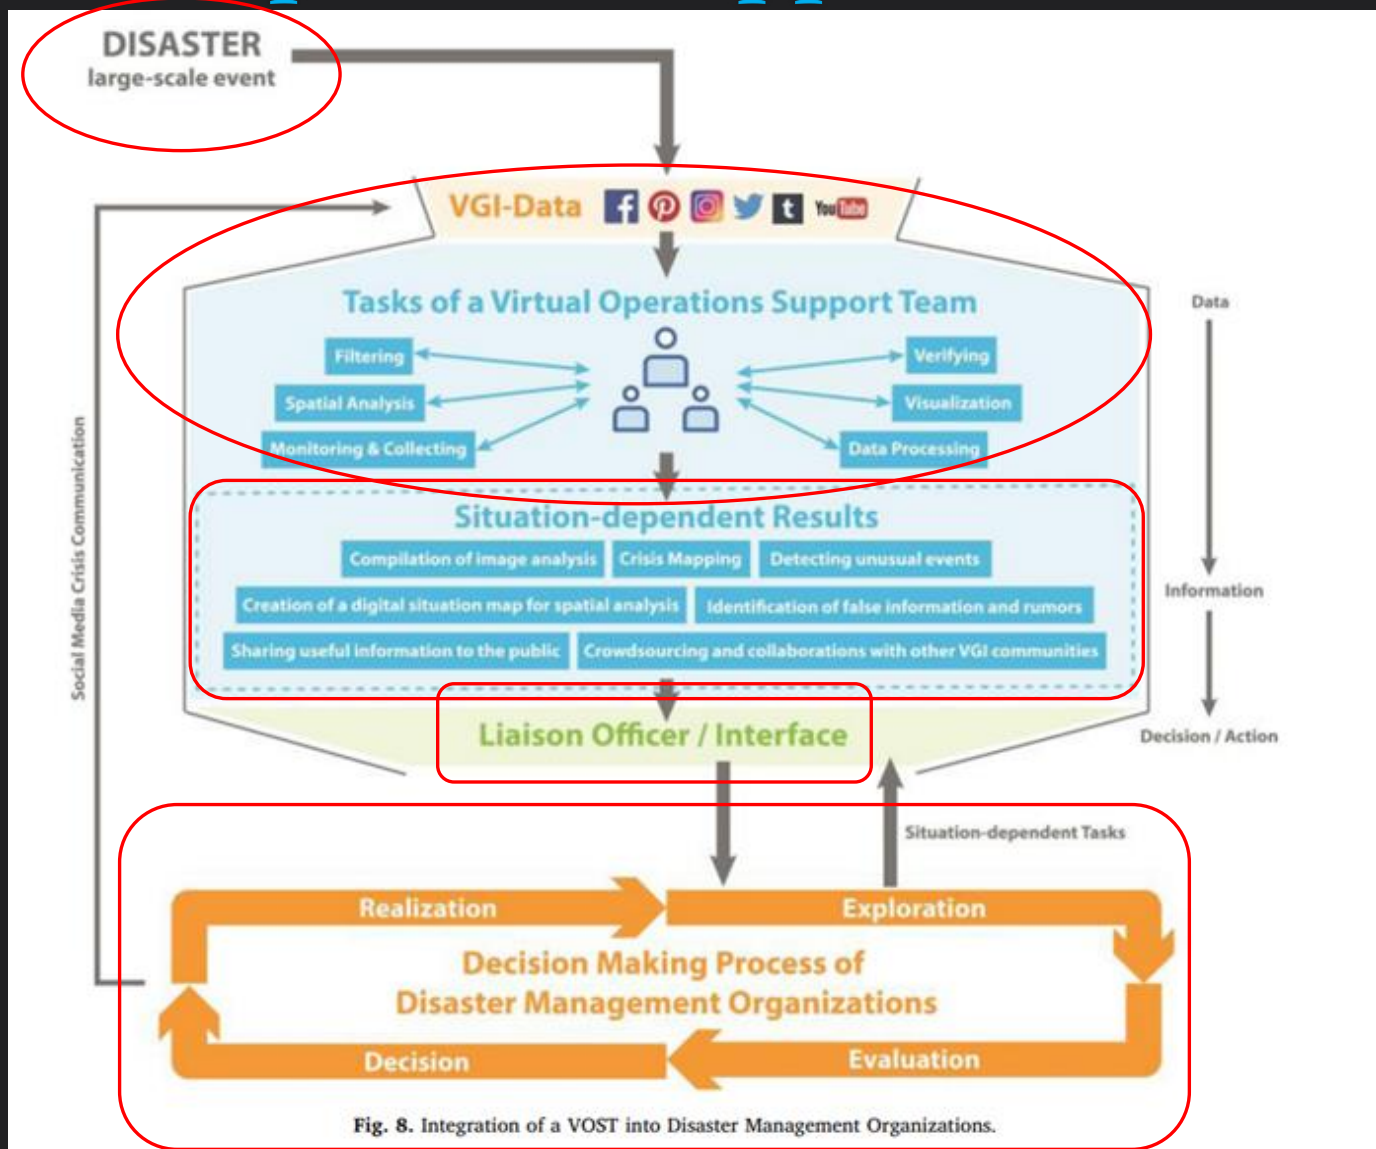 DISASTER
large-scale event
VGI-Data f t YouTube
Tasks of a Virtual Operations Support Team
Filtering
Spatial Analysis
Monitoring & Collecting
Verifying
Visualization
Data Processing
Situation-dependent Results
Compilation of image analysis
Crisis Mapping
Detecting unusual events
Creation of a digital situation map for spatial analysis
Identification of false information and rumors
Sharing useful information to the public
Crowdsourcing and collaborations with other VGI communities
Liaison Officer / Interface
Data
Information
Decision / Action
Social Media Crisis Communication
Situation-dependent Tasks
Realization
Exploration
Decision Making Process of
Disaster Management Organizations
Decision
Evaluation
Fig. 8. Integration of a VOST into Disaster Management Organizations.